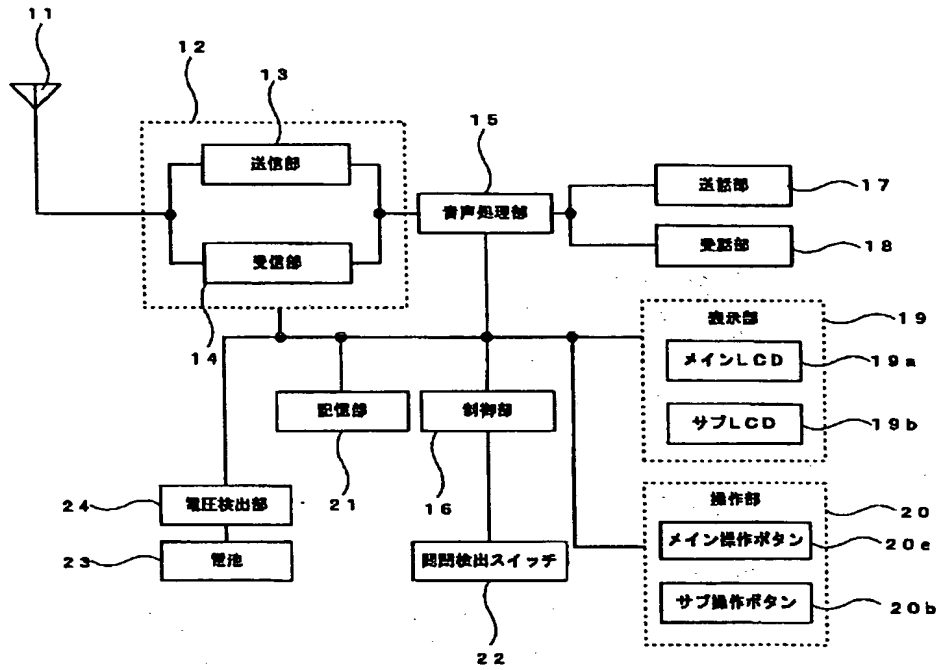 11
12
13
送信部
受信部
14
15
音声処理部
送話部
17
受話部
18
表示部
19
メインLCD
19a
サブLCD
19b
記憶部
21
制御部
16
24
電圧検出部
23
電池
開閉検出スイッチ
22
操作部
20
メイン操作ボタン
20a
サブ操作ボタン
20b